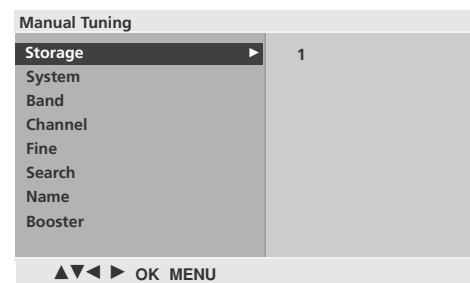 Manual Tuning
Storage ► 1
System
Band
Channel
Fine
Search
Name
Booster
▲▼◄ ► OK MENU